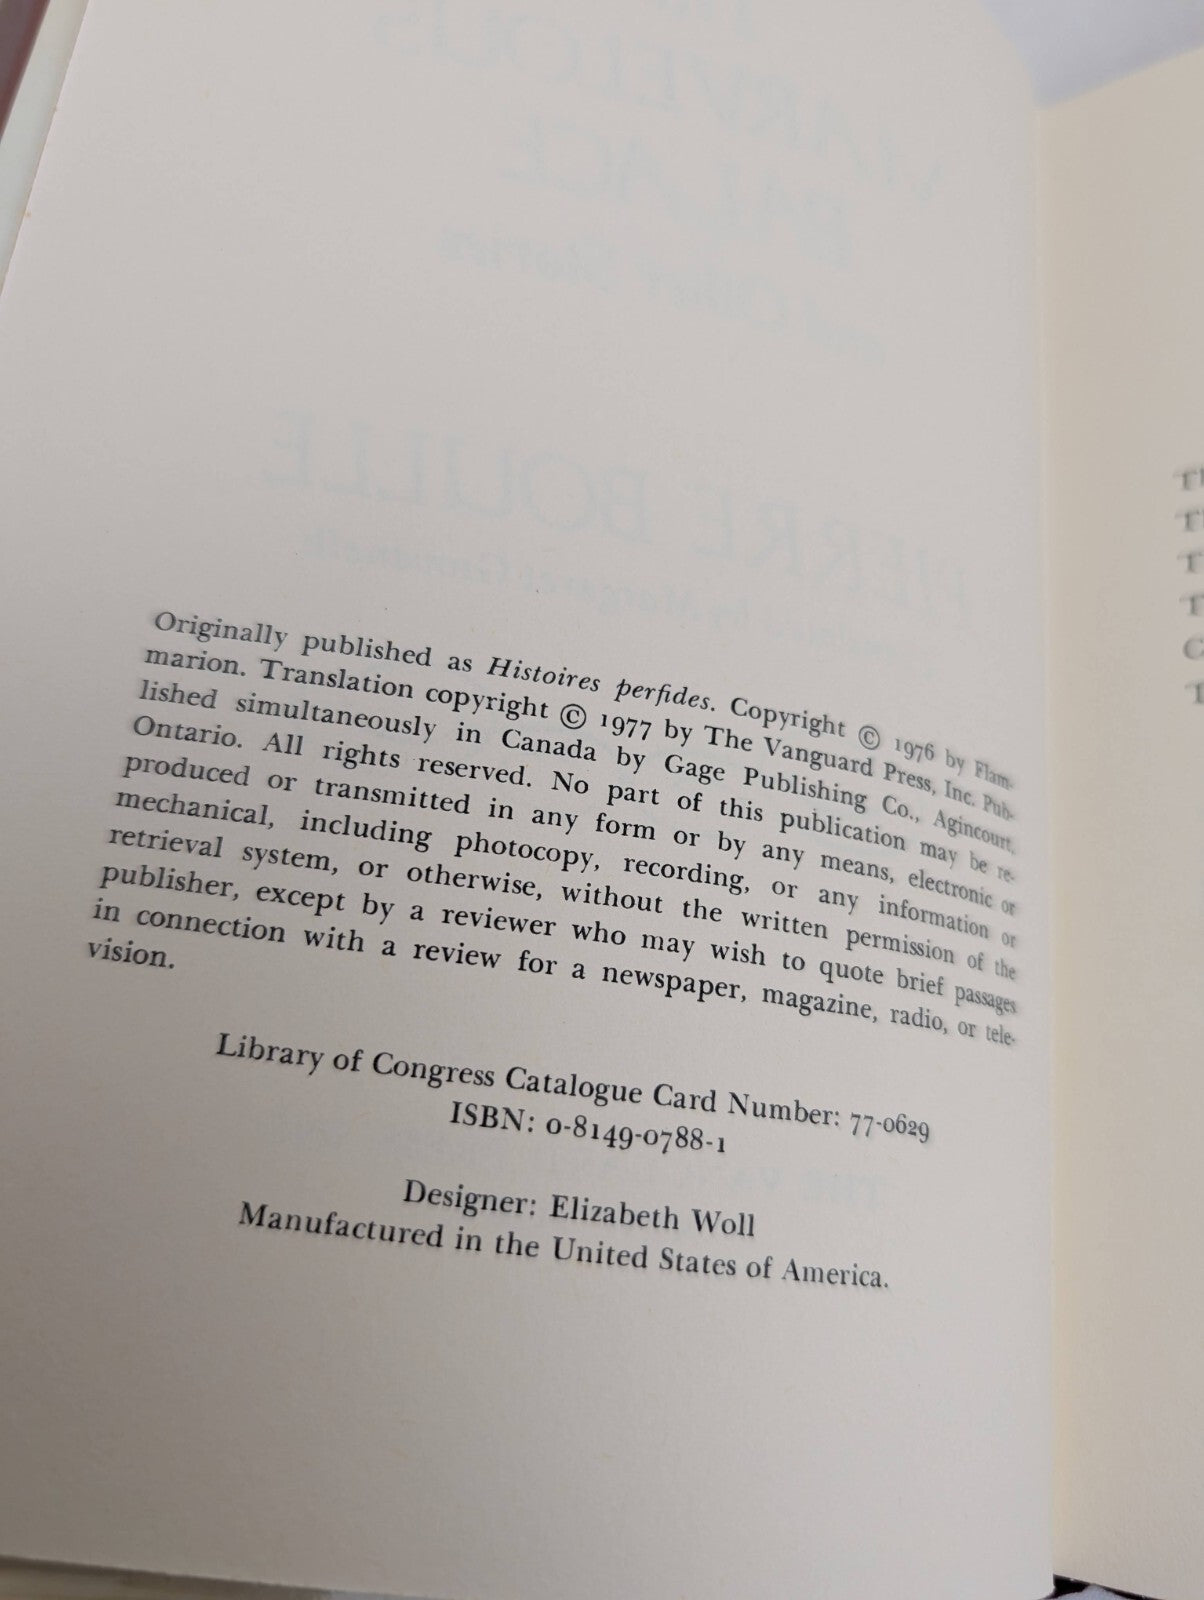 Originally published as Histoires perfides. Copyright © 1976 by Flam-
marion. Translation copyright © 1977 by The Vanguard Press, Inc. Pub-
lished simultaneously in Canada by Gage Publishing Co., Agincourt,
Ontario. All rights reserved. No part of this publication may be re-
produced or transmitted in any form or by any means, electronic or
mechanical, including photocopy, recording, or any information or
retrieval system, or otherwise, without the written permission of the
publisher, except by a reviewer who may wish to quote brief passages
in connection with a review for a newspaper, magazine, radio, or tele-
vision.
Library of Congress Catalogue Card Number: 77-0629
ISBN: 0-8149-0788-1
Designer: Elizabeth Woll
Manufactured in the United States of America.